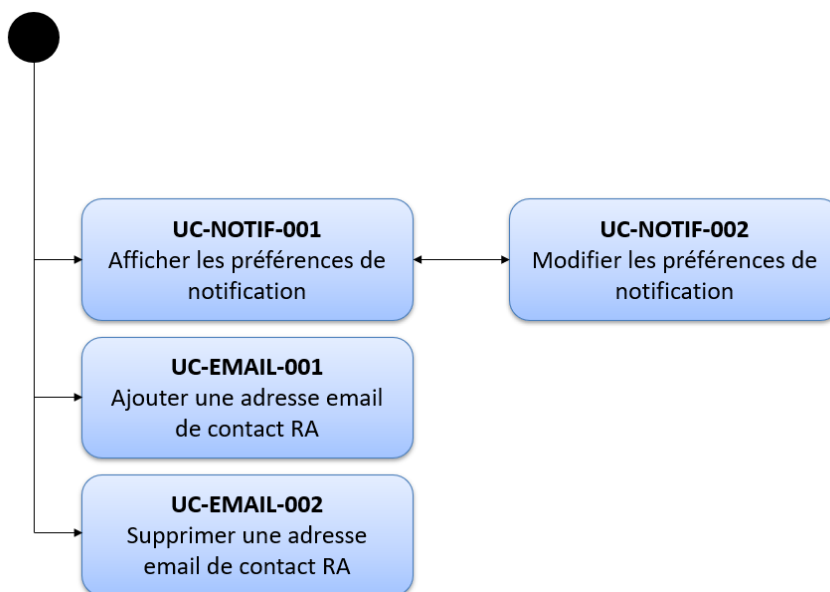 UC-NOTIF-001
Afficher les préférences de
notification
UC-NOTIF-002
Modifier les préférences de
notification
UC-EMAIL-001
Ajouter une adresse email
de contact RA
UC-EMAIL-002
Supprimer une adresse
email de contact RA